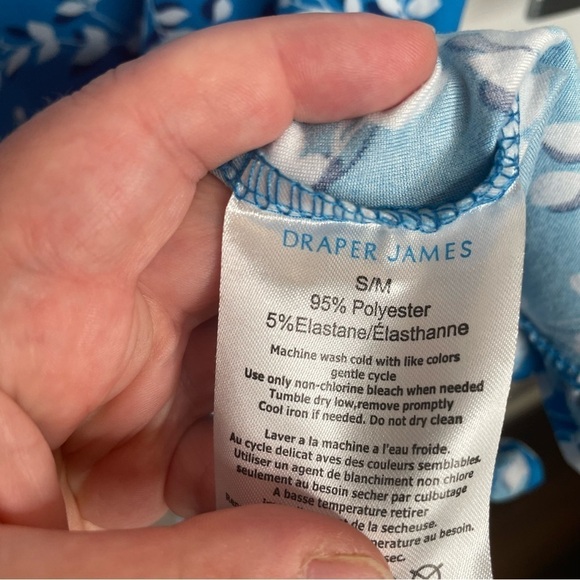 DRAPER JAMES
S/M
95% Polyester
5%Elastane/Élasthanne
Machine wash cold with like colors
gentle cycle
Use only non-chlorine bleach when needed
Tumble dry low,remove promptly
Cool iron if needed. Do not dry clean
Laver a la machine a l'eau froide.
Au cycle delicat aves des couleurs semblables.
Utiliser un agent de blanchiment non chlore
seulement au besoin secher par culbutage
A basse temperature retirer
de la secheuse.
au besoin.
sec.